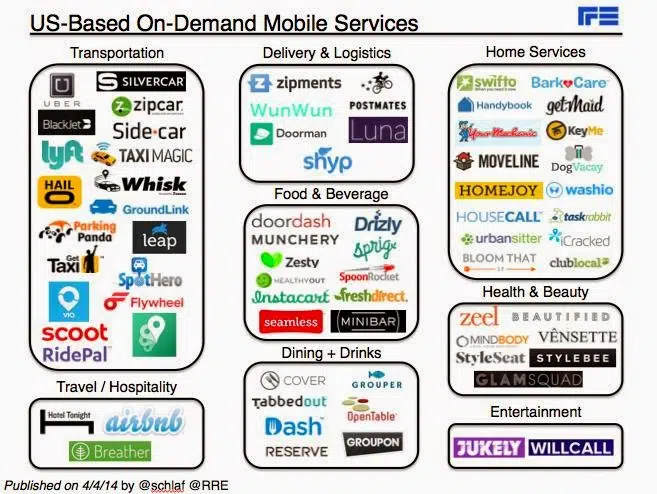 US-Based On-Demand Mobile Services
RRE
Transportation
UBER
SILVERCAR
zipcar
BlackJet
Side·car
lyft
TAXI MAGIC
HAIL
Whisk
GroundLink
Parking Panda
leap
Get Taxi
SpotHero
via
Flywheel
scoot
RidePal
Travel / Hospitality
Hotel Tonight
airbnb
Breather
Delivery & Logistics
zipments
WunWun
POSTMATES
Doorman
Luna
shyp
Food & Beverage
doordash
Drizly
MUNCHERY
sprig
Zesty
SpoonRocket
HEALTHYOUT
Instacart
freshdirect.
seamless
MINIBAR
Dining + Drinks
COVER
GROUPER
tabbedout
OpenTable
Dash
RESERVE
GROUPON
Home Services
swifto
BarkCare
Handybook
getMaid
YourMechanic
KeyMe
MOVELINE
DogVacay
HOMEJOY
washio
HOUSECALL
taskrabbit
urbansitter
iCracked
BLOOM THAT
clublocal
Health & Beauty
zeel
BEAUTIFIED
MINDBODY
VÊNSETTE
StyleSeat
STYLEBEE
GLAMSQUAD
Entertainment
JUKELY
WILLCALL
Published on 4/4/14 by @schlaf @RRE